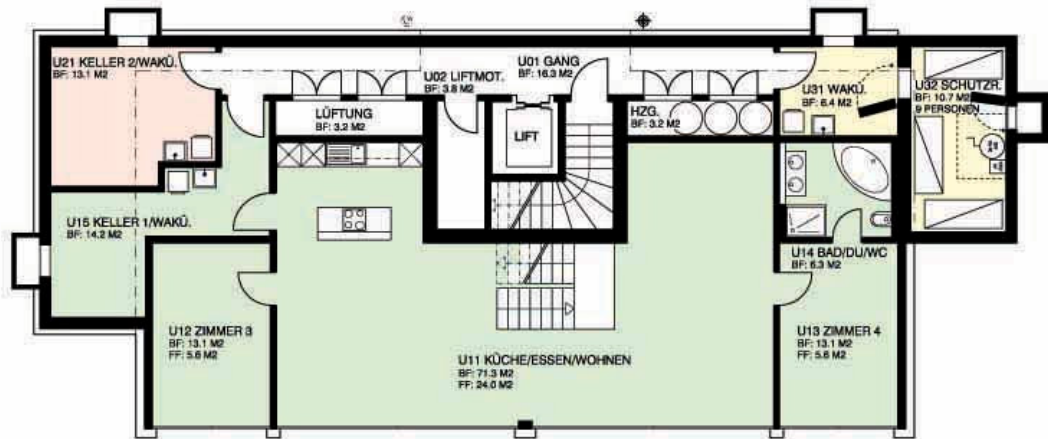 U21 KELLER 2/WAKÜ.
BF: 13.1 M2
U01 GANG
BF: 16.3 M2
U02 LIFTMOT.
BF: 3.8 M2
LÜFTUNG
BF: 3.2 M2
LIFT
HZG.
BF: 3.2 M2
U31 WAKÜ.
BF: 6.4 M2
U32 SCHUTZR.
BF: 10.7 M2
9 PERSONEN
U15 KELLER 1/WAKÜ.
BF: 14.2 M2
U14 BAD/DU/WC
BF: 6.3 M2
U12 ZIMMER 3
BF: 13.1 M2
FF: 5.6 M2
U11 KÜCHE/ESSEN/WOHNEN
BF: 71.3 M2
FF: 24.0 M2
U13 ZIMMER 4
BF: 13.1 M2
FF: 5.6 M2